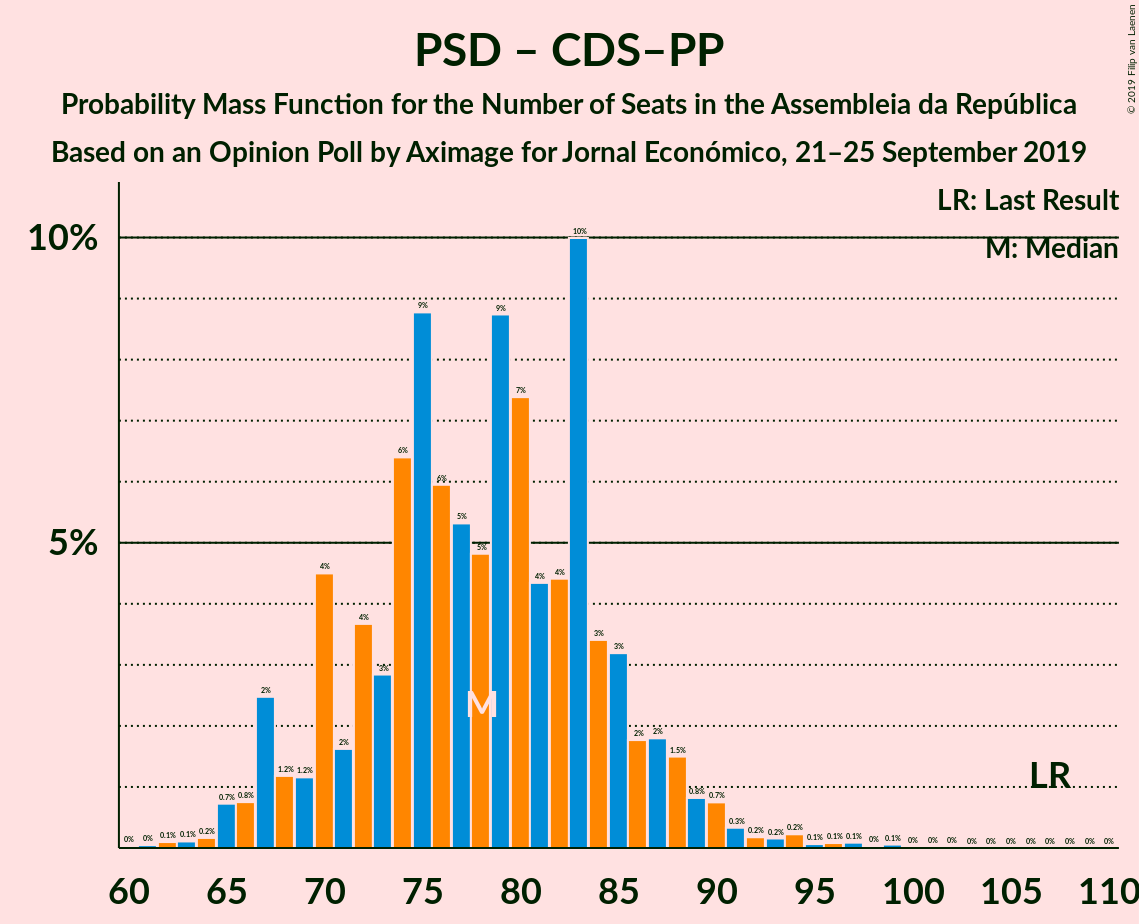 © 2019 Filip van Laenen
PSD – CDS–PP
Probability Mass Function for the Number of Seats in the Assembleia da República
Based on an Opinion Poll by Aximage for Jornal Económico, 21–25 September 2019
LR: Last Result
M: Median
10%
5%
0% 0% 0.1% 0.1% 0.2% 0.7% 0.8% 2% 1.2% 1.2% 4% 2% 4% 3% 6% 9% 6% 5% 5% 9% 7% 4% 4% 10% 3% 3% 2% 2% 1.5% 0.8% 0.7% 0.3% 0.2% 0.2% 0.2% 0.1% 0.1% 0.1% 0% 0.1% 0% 0% 0% 0% 0% 0% 0% 0% 0% 0% 0%
M
LR
60 65 70 75 80 85 90 95 100 105 110